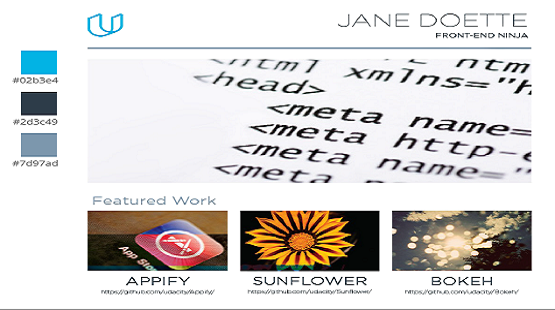 JANE DOETTE
FRONT-END NINJA
#02b3e4
#2d3c49
#7d97ad
<html xmlns="h
<head>
<meta name=
<meta http-e
<meta name=
<meta
Featured Work
App Sto
APPIFY
SUNFLOWER
BOKEH
https://github.com/udacity/Appify/
https://github.com/udacity/Sunflower/
https://github.com/udacity/Bokeh/